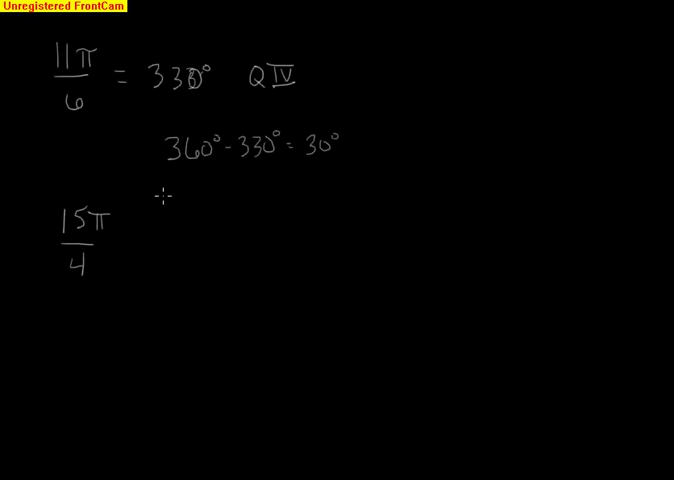 Unregistered FrontCam
11π/6 = 330° QIV
360° - 330° = 30°
15π/4